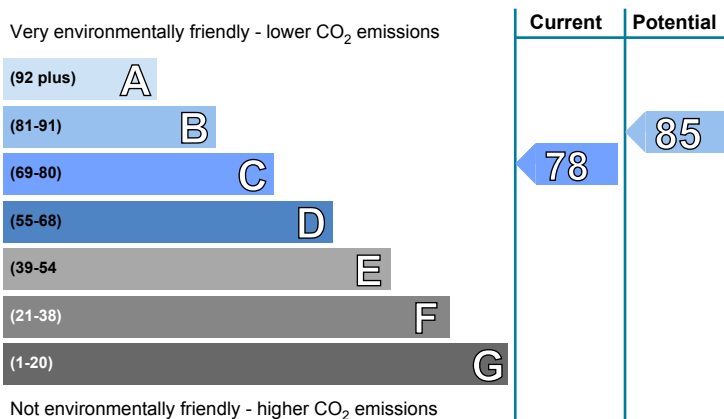 Current Potential
Very environmentally friendly - lower CO2 emissions
(92 plus) A
(81-91) B
85
(69-80) C
78
(55-68) D
(39-54 E
(21-38) F
(1-20) G
Not environmentally friendly - higher CO2 emissions